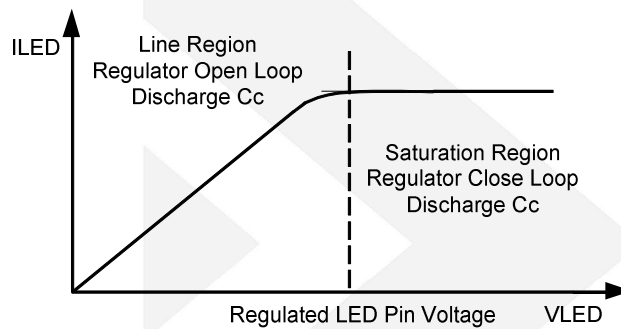 ILED
Line Region
Regulator Open Loop
Discharge Cc
Saturation Region
Regulator Close Loop
Discharge Cc
Regulated LED Pin Voltage
VLED